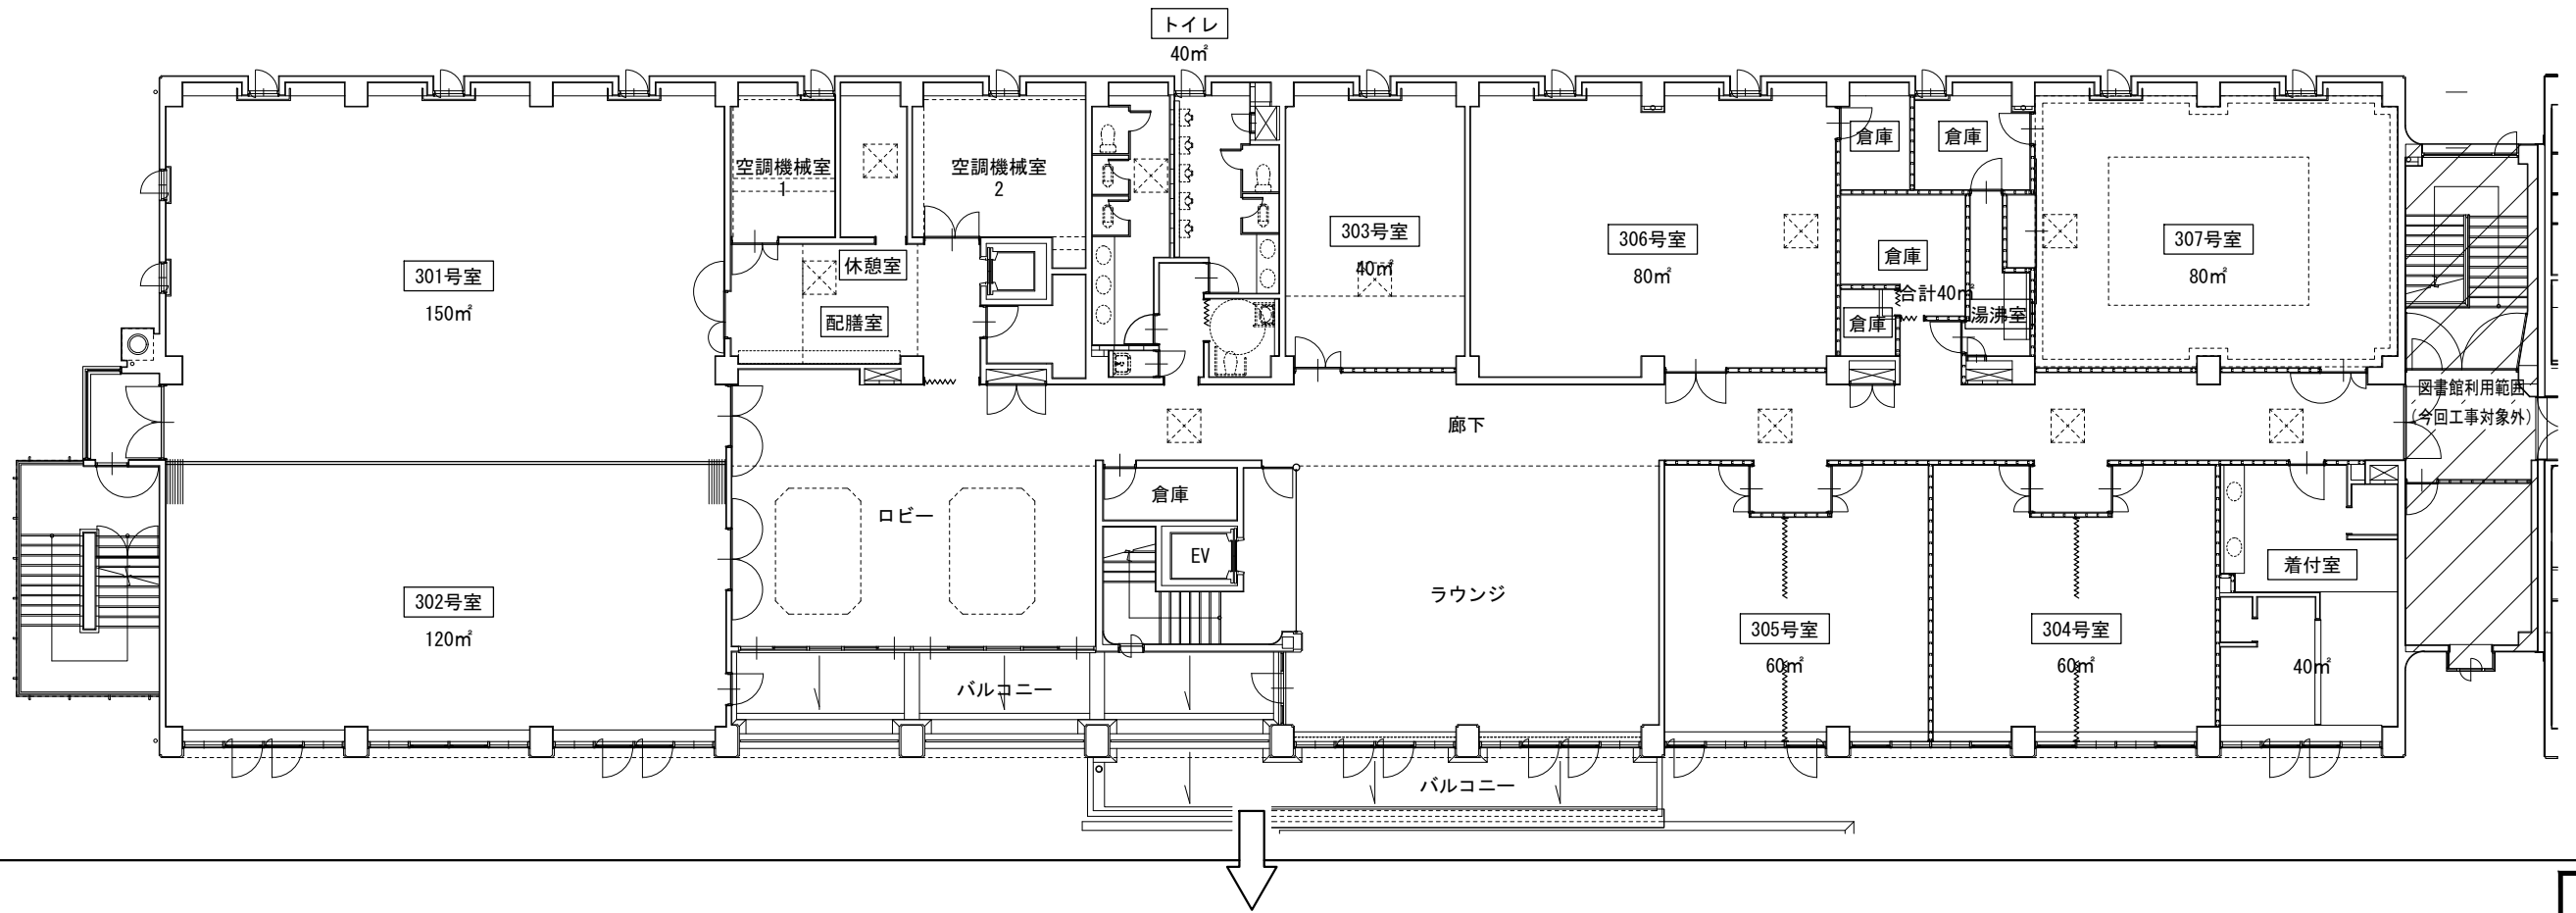 トイレ
40㎡
空調機械室
1
空調機械室
2
倉庫
倉庫
303号室
40㎡
306号室
80㎡
307号室
80㎡
301号室
150㎡
休憩室
配膳室
倉庫
合計40㎡
倉庫
湯沸室
図書館利用範囲
(今回工事対象外)
廊下
倉庫
ロビー
EV
ラウンジ
着付室
302号室
120㎡
305号室
60㎡
304号室
60㎡
40㎡
バルコニー
バルコニー